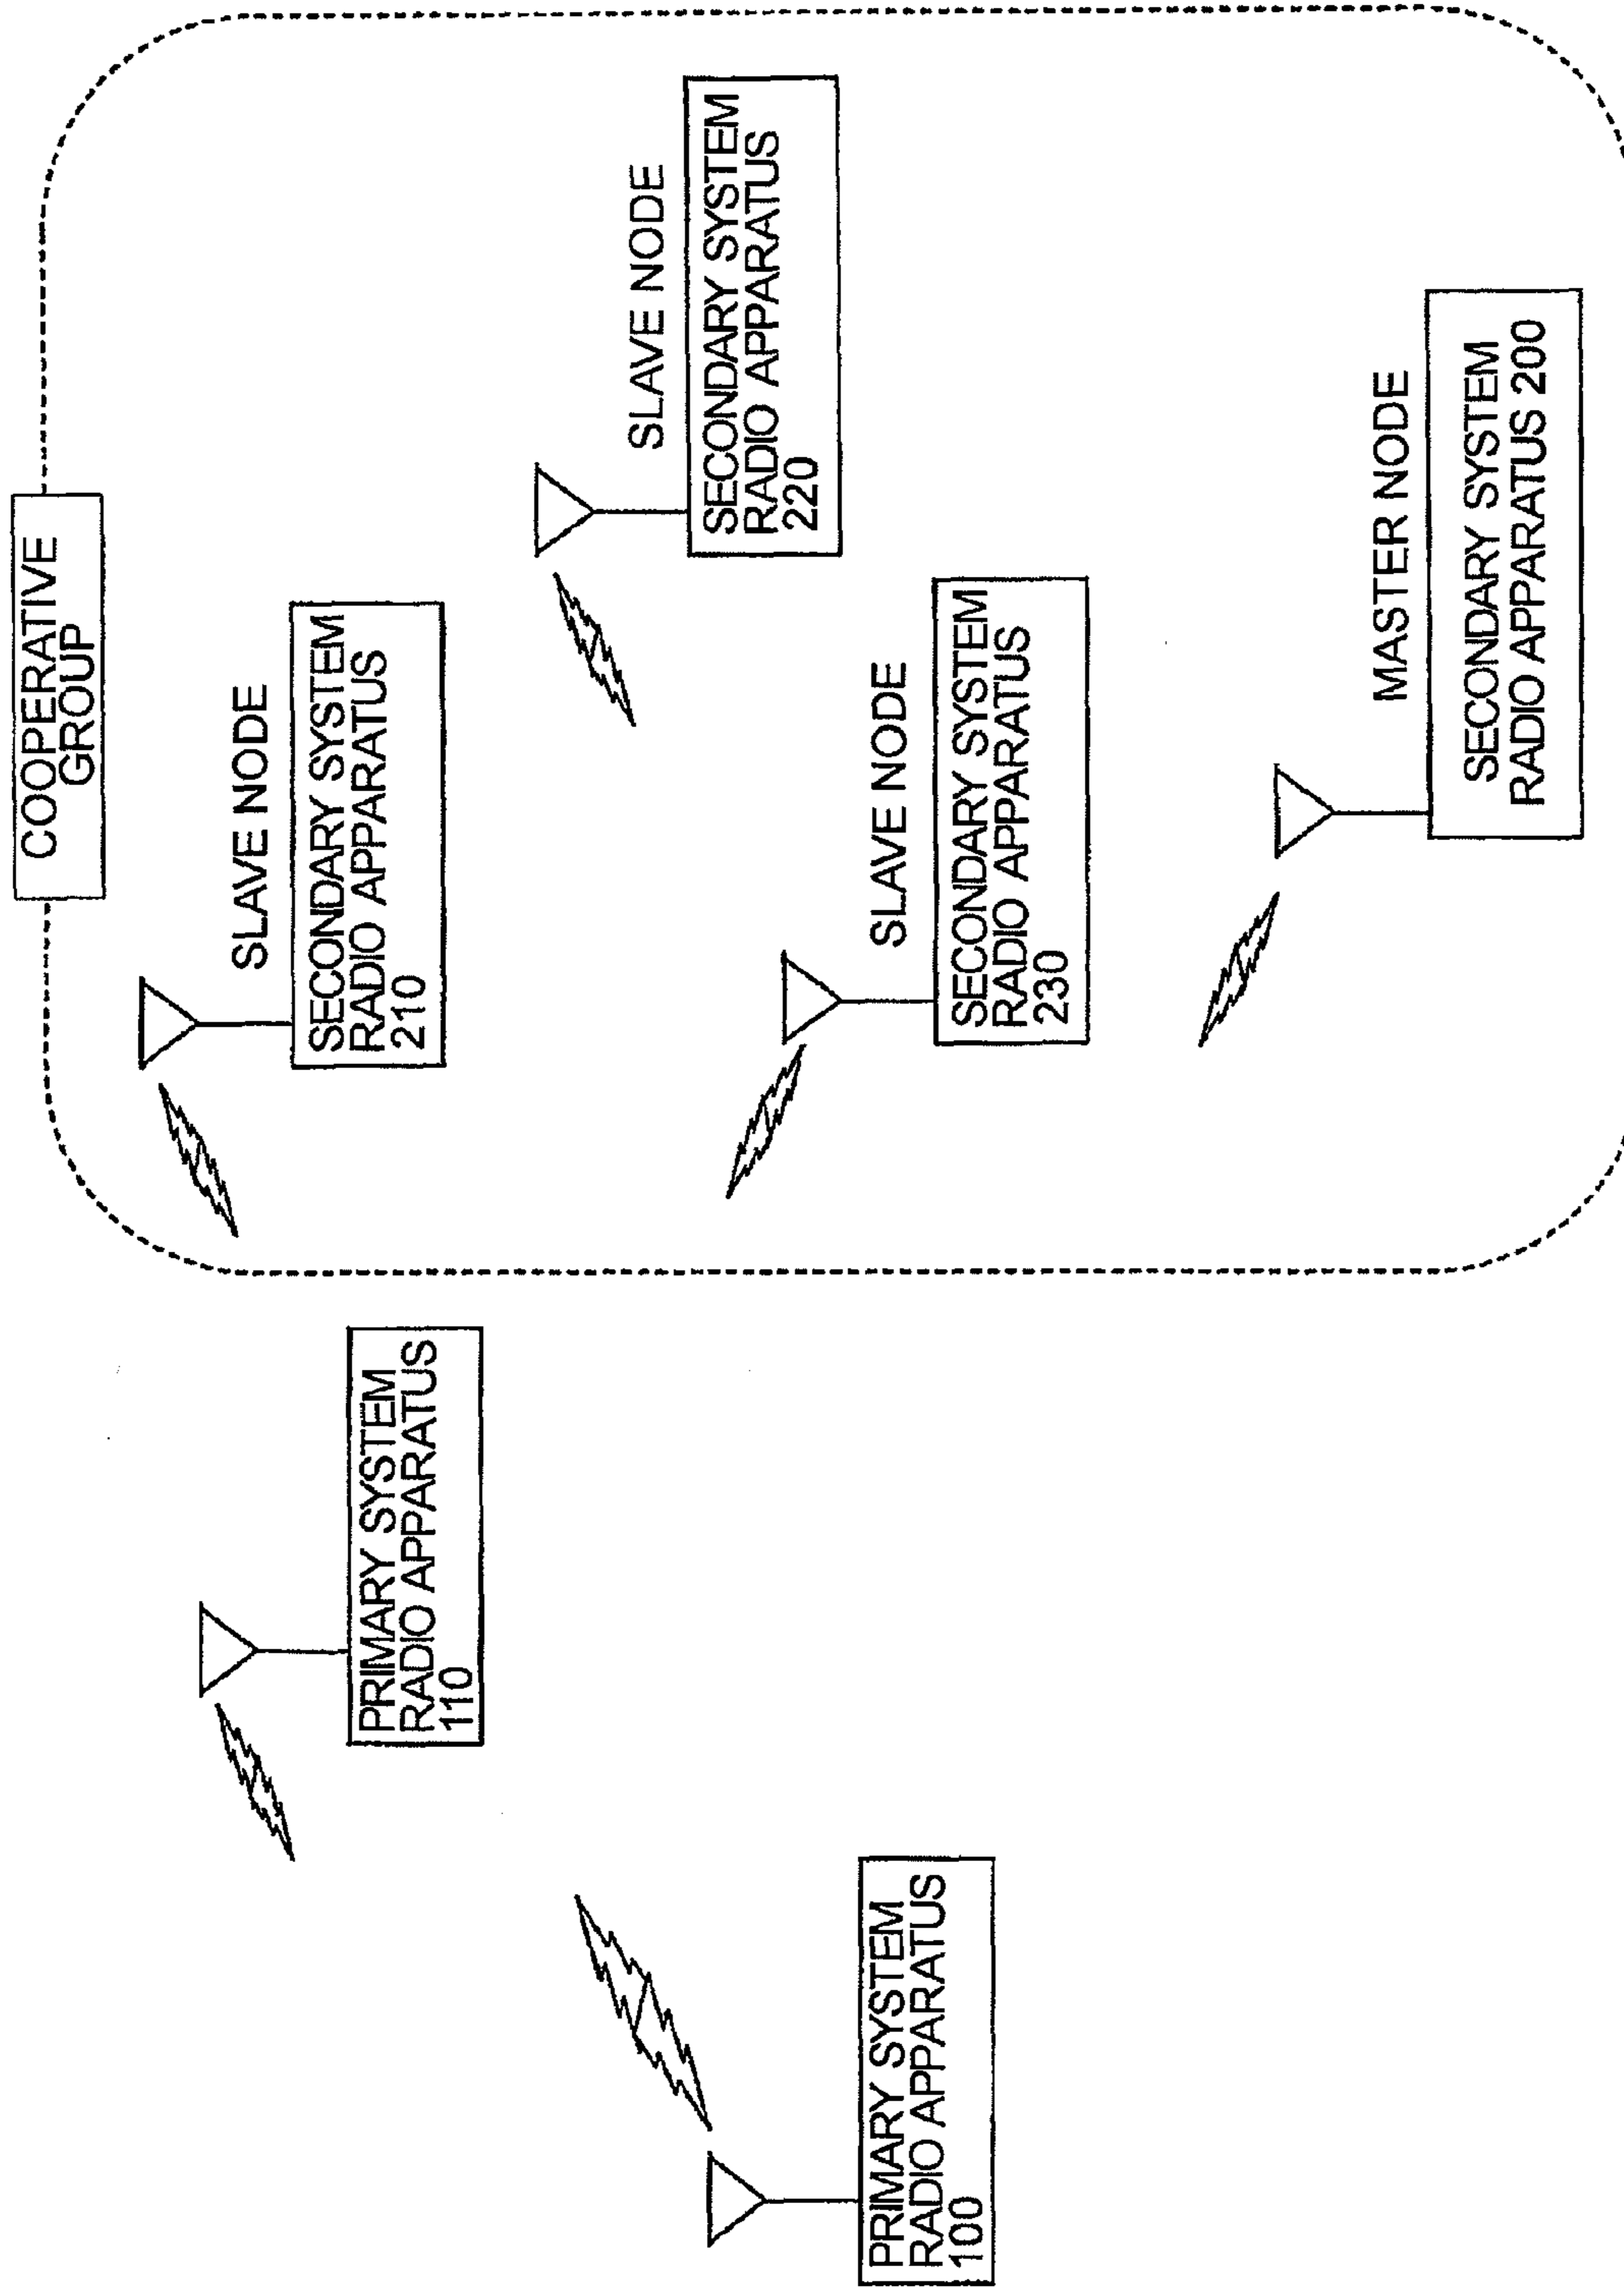 COOPERATIVE
GROUP
PRIMARY SYSTEM
RADIO APPARATUS
100
PRIMARY SYSTEM
RADIO APPARATUS
110
SLAVE NODE
SECONDARY SYSTEM
RADIO APPARATUS
210
SLAVE NODE
SECONDARY SYSTEM
RADIO APPARATUS
220
SLAVE NODE
SECONDARY SYSTEM
RADIO APPARATUS
230
MASTER NODE
SECONDARY SYSTEM
RADIO APPARATUS 200